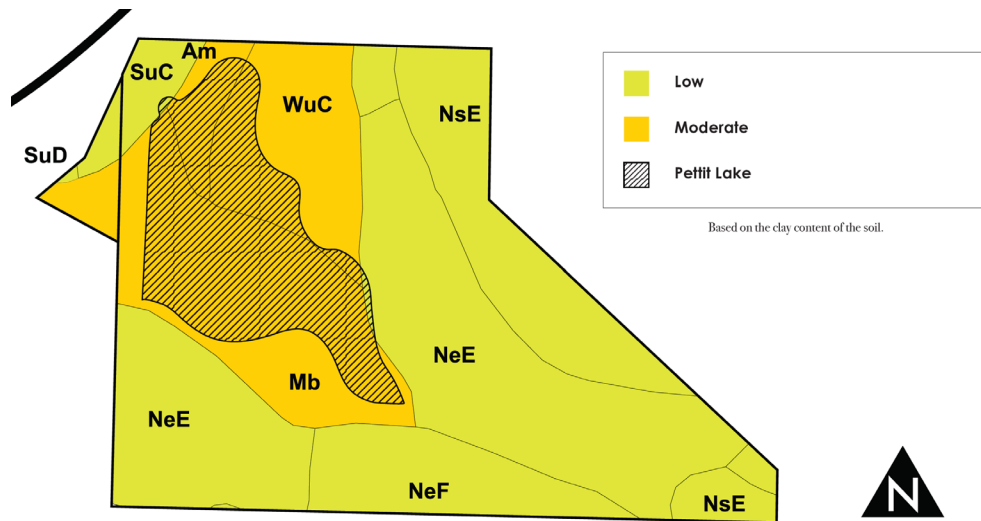 Am
SuC
WuC
NsE
SuD
NeE
Mb
NeE
NeF
NsE
Low
Moderate
Pettit Lake
Based on the clay content of the soil.
N